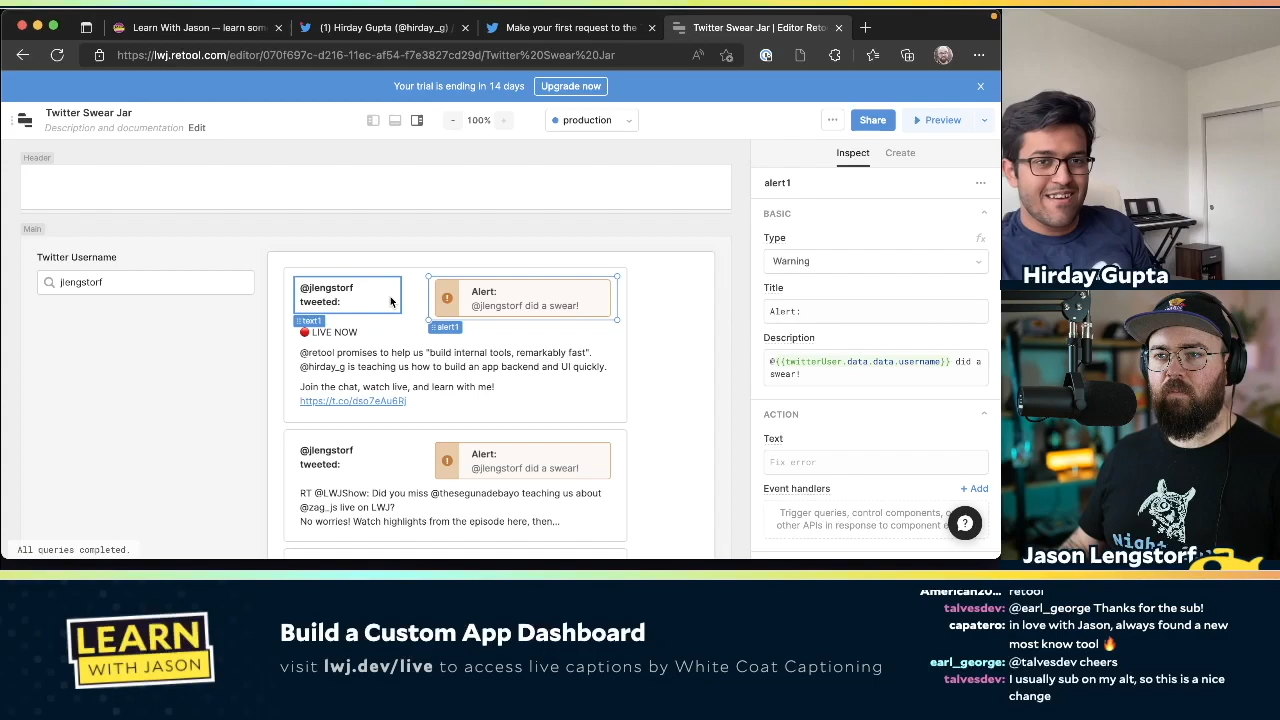 Learn With Jason — learn som
(1) Hirday Gupta (@hirday_g) /
Make your first request to the
Twitter Swear Jar | Editor Reto
https://lwj.retool.com/editor/070f697c-d216-11ec-af54-f7e3827cd29d/Twitter%20Swear%20Jar
Your trial is ending in 14 days
Upgrade now
Twitter Swear Jar
Description and documentation Edit
- 100% +
production
Share
Preview
Header
Main
Twitter Username
jlengstorf
@jlengstorf
tweeted:
text1
Alert:
@jlengstorf did a swear!
alert1
🔴 LIVE NOW
@retool promises to help us "build internal tools, remarkably fast".
@hirday_g is teaching us how to build an app backend and UI quickly.
Join the chat, watch live, and learn with me!
https://t.co/dso7eAu6Rj
@jlengstorf
tweeted:
Alert:
@jlengstorf did a swear!
RT @LWJShow: Did you miss @thesegunadebayo teaching us about
@zag_js live on LWJ?
No worries! Watch highlights from the episode here, then...
All queries completed.
Inspect
Create
alert1
BASIC
Type
fx
Warning
Title
Alert:
Description
@{{twitterUser.data.data.username}} did a
swear!
ACTION
Text
Fix error
Event handlers
+ Add
Trigger queries, control components, o
other APIs in response to component e
Hirday Gupta
Jason Lengstorf
Night
LEARN
WITH JASON
Build a Custom App Dashboard
visit lwj.dev/live to access live captions by White Coat Captioning
American20... retool
talvesdev: @earl_george Thanks for the sub!
capatero: in love with Jason, always found a new
most know tool 🔥
earl_george: @talvesdev cheers
talvesdev: I usually sub on my alt, so this is a nice
change